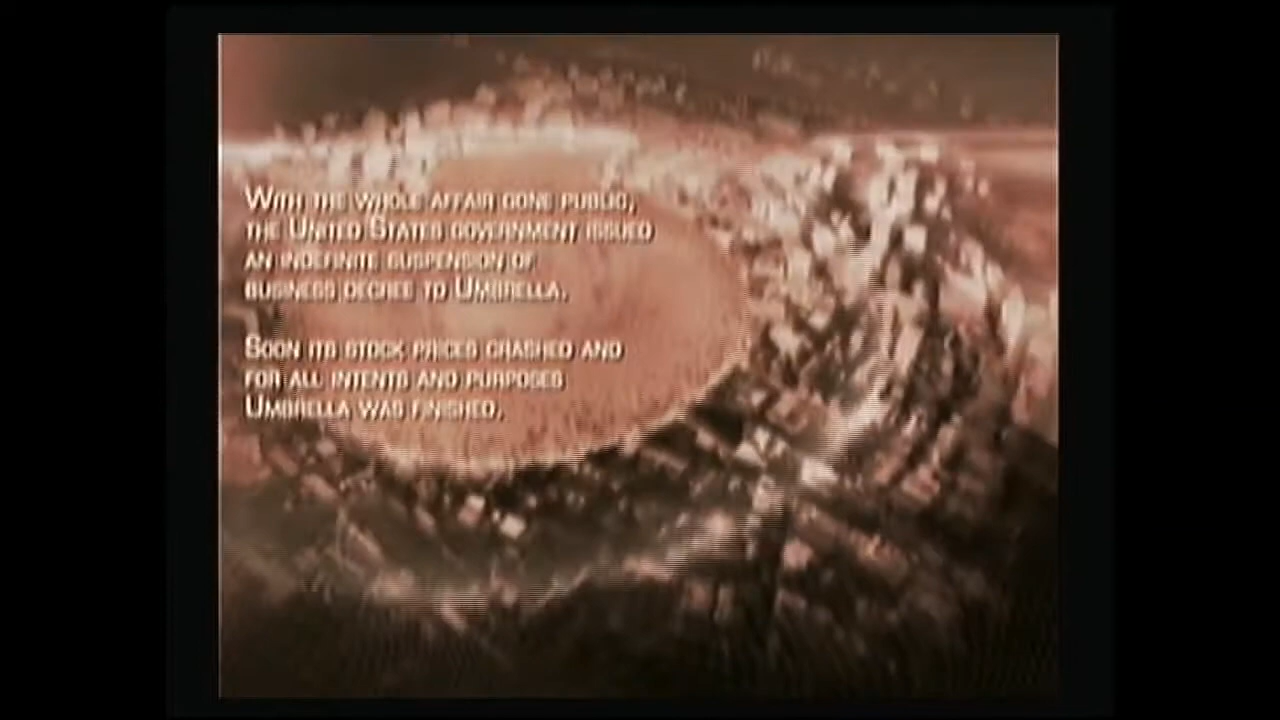 With the whole affair gone public,
the United States government issued
an indefinite suspension of
business decree to Umbrella.
Soon its stock prices crashed and
for all intents and purposes
Umbrella was finished.